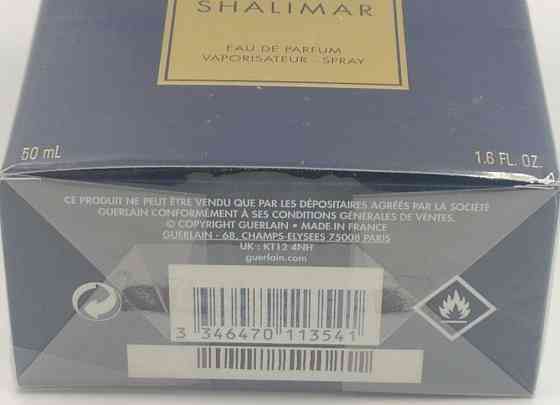 SHALIMAR
EAU DE PARFUM
VAPORISATEUR - SPRAY
50 mL
1.6 FL. OZ.
CE PRODUIT NE PEUT ÊTRE VENDU QUE PAR LES DÉPOSITAIRES AGRÉÉS PAR LA SOCIÉTÉ
GUERLAIN CONFORMÉMENT À SES CONDITIONS GÉNÉRALES DE VENTES.
© COPYRIGHT GUERLAIN • MADE IN FRANCE
GUERLAIN - 68, CHAMPS-ELYSEES 75008 PARIS
UK : KT12 4NH
guerlain.com
3 346470 113541